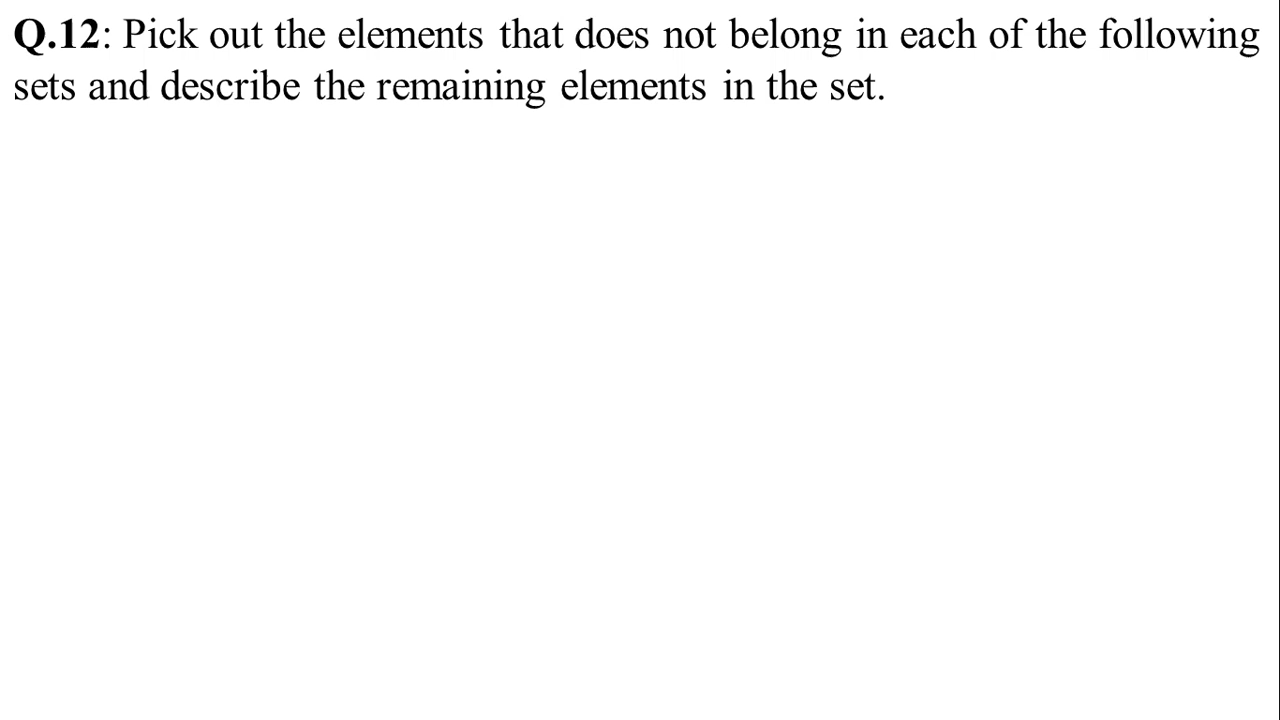 Q.12: Pick out the elements that does not belong in each of the following
sets and describe the remaining elements in the set.